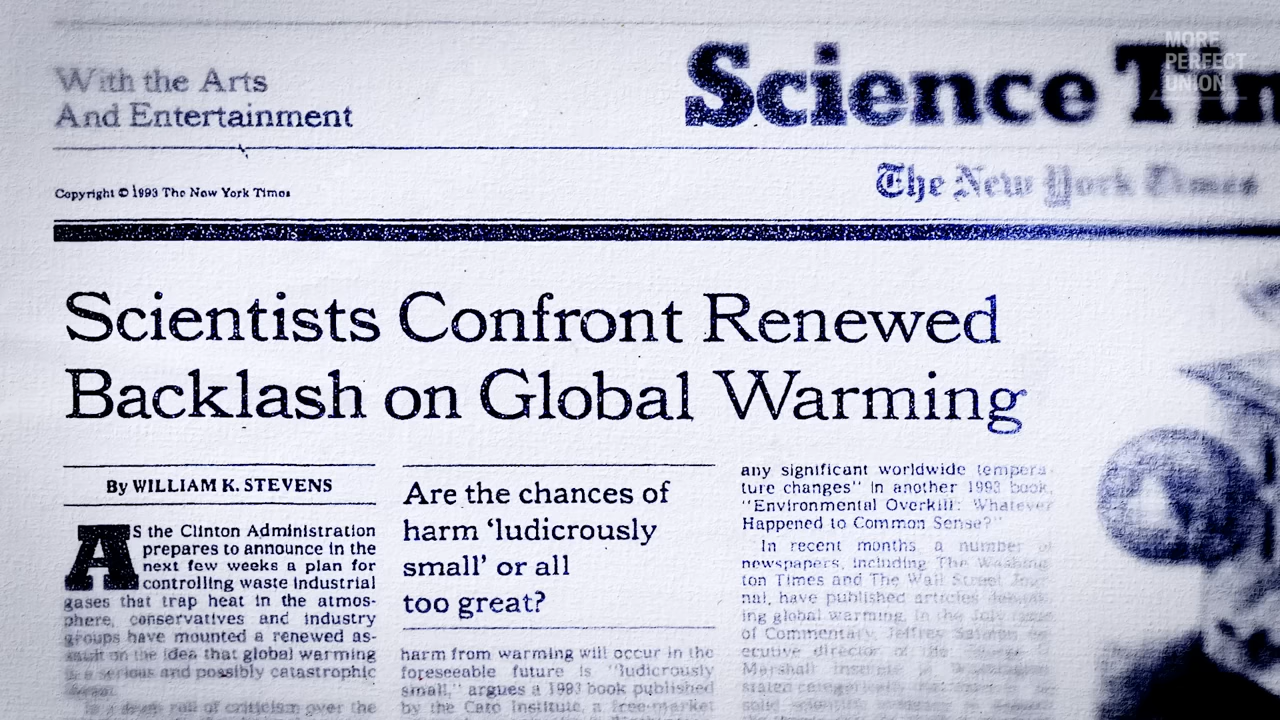 With the Arts
And Entertainment
Science Tim
MORE
PERFECT
UNION
The New York Times
Copyright © 1993 The New York Times
Scientists Confront Renewed
Backlash on Global Warming
By WILLIAM K. STEVENS
AS the Clinton Administration
prepares to announce in the
next few weeks a plan for
controlling waste industrial
gases that trap heat in the atmos-
phere, conservatives and industry
groups have mounted a renewed as-
sault on the idea that global warming
is a serious and possibly catastrophic
Are the chances of
harm ‘ludicrously
small’ or all
too great?
harm from warming will occur in the
foreseeable future is "ludicrously
small," argues a 1993 book published
by the Cato Institute, a free-market
any significant worldwide tempera-
ture changes" in another 1993 book,
"Environmental Overkill: Whatever
Happened to Common Sense?"
In recent months a number of
newspapers, including The Washing-
ton Times and The Wall Street Jour-
nal, have published articles
ing global warming. In the July issue
of Commentary, Jeffrey
ecutive director of the
Marshall Institute in Washington
stated categorically that